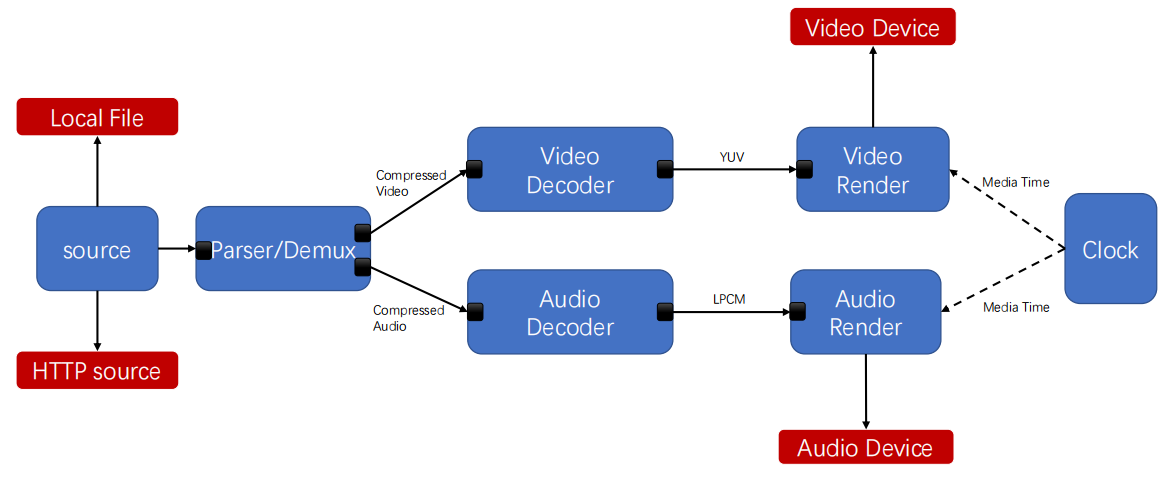 Video Device
Local File
Video
Decoder
YUV
Video
Render
Compressed
Video
Media Time
source
Parser/Demux
Clock
Compressed
Audio
Audio
Decoder
LPCM
Audio
Render
Media Time
HTTP source
Audio Device